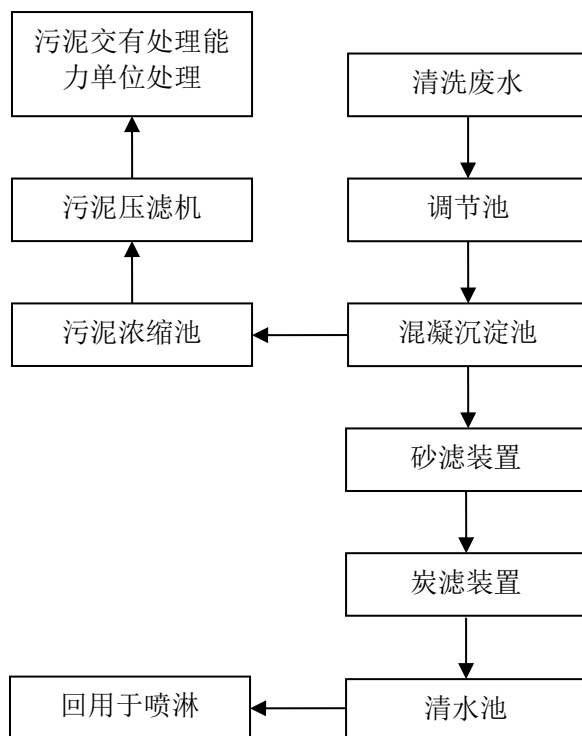 污泥交有处理能
力单位处理
清洗废水
污泥压滤机
调节池
污泥浓缩池
混凝沉淀池
砂滤装置
炭滤装置
回用于喷淋
清水池